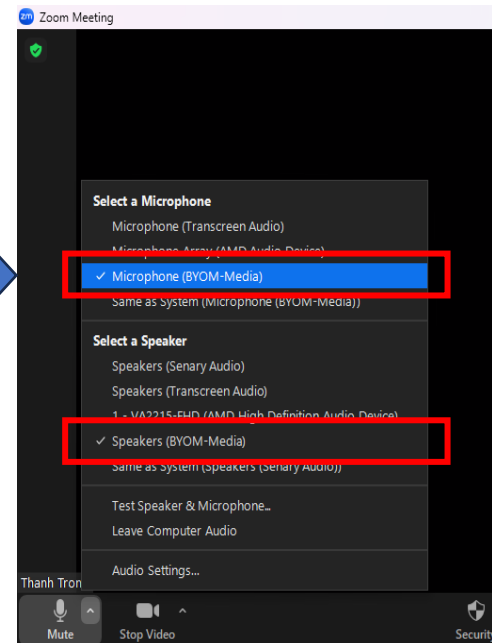 zm Zoom Meeting
Select a Microphone
Microphone (Transcreen Audio)
Microphone Array (AMD Audio Device)
✓ Microphone (BYOM-Media)
Same as System (Microphone (BYOM-Media))
Select a Speaker
Speakers (Senary Audio)
Speakers (Transcreen Audio)
1 - VA2215-FHD (AMD High Definition Audio Device)
✓ Speakers (BYOM-Media)
Same as System (Speakers (Senary Audio))
Test Speaker & Microphone...
Leave Computer Audio
Audio Settings...
Thanh Tron
Mute
Stop Video
Security